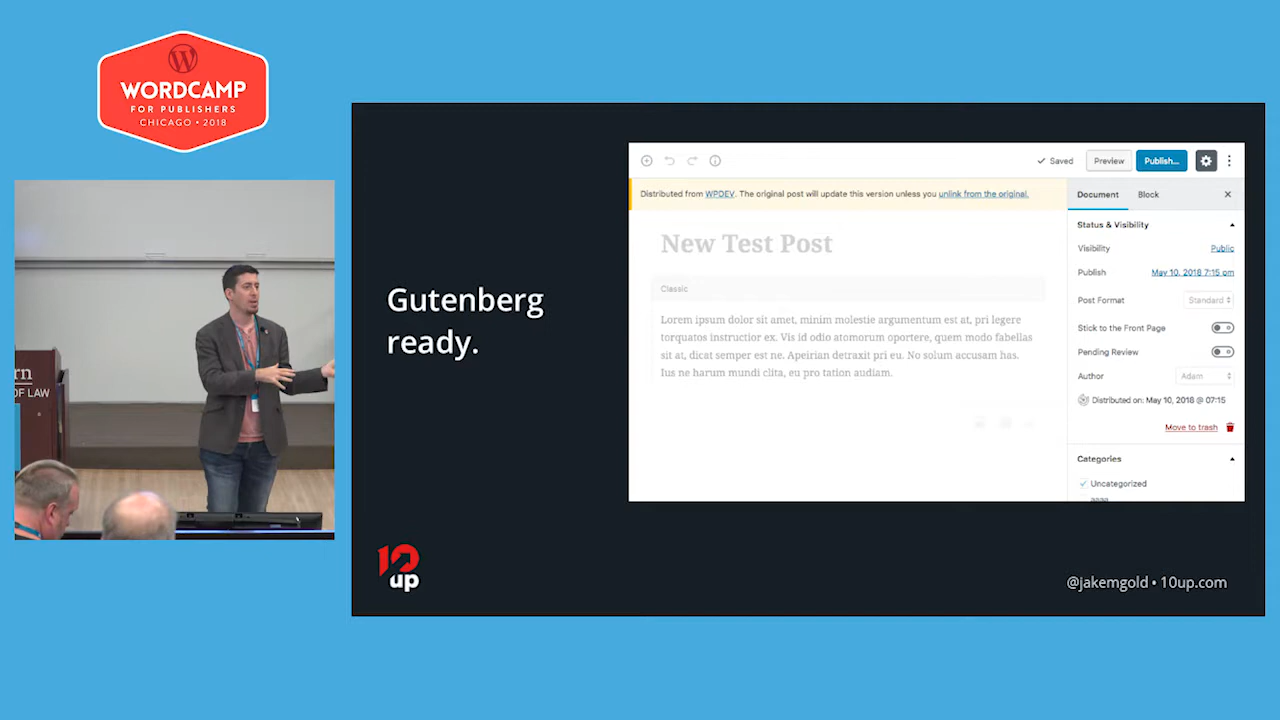 WORDCAMP
FOR PUBLISHERS
CHICAGO • 2018
rn
OF LAW
Gutenberg
ready.
Saved
Preview
Publish...
Distributed from WPDEV. The original post will update this version unless you unlink from the original.
New Test Post
Classic
Lorem ipsum dolor sit amet, minim molestie argumentum est at, pri legere
torquatos instructior ex. Vis id odio atomorum oportere, quem modo fabellas
sit at, dicat semper est ne. Apeirian detraxit pri eu. No solum accusam has.
Ius ne harum mundi clita, eu pro tation audiam.
Document Block
Status & Visibility
Visibility Public
Publish May 10, 2018 7:15 pm
Post Format Standard
Stick to the Front Page
Pending Review
Author Adam
Distributed on: May 10, 2018 @ 07:15
Move to trash
Categories
Uncategorized
aaaa
10up
@jakemgold • 10up.com